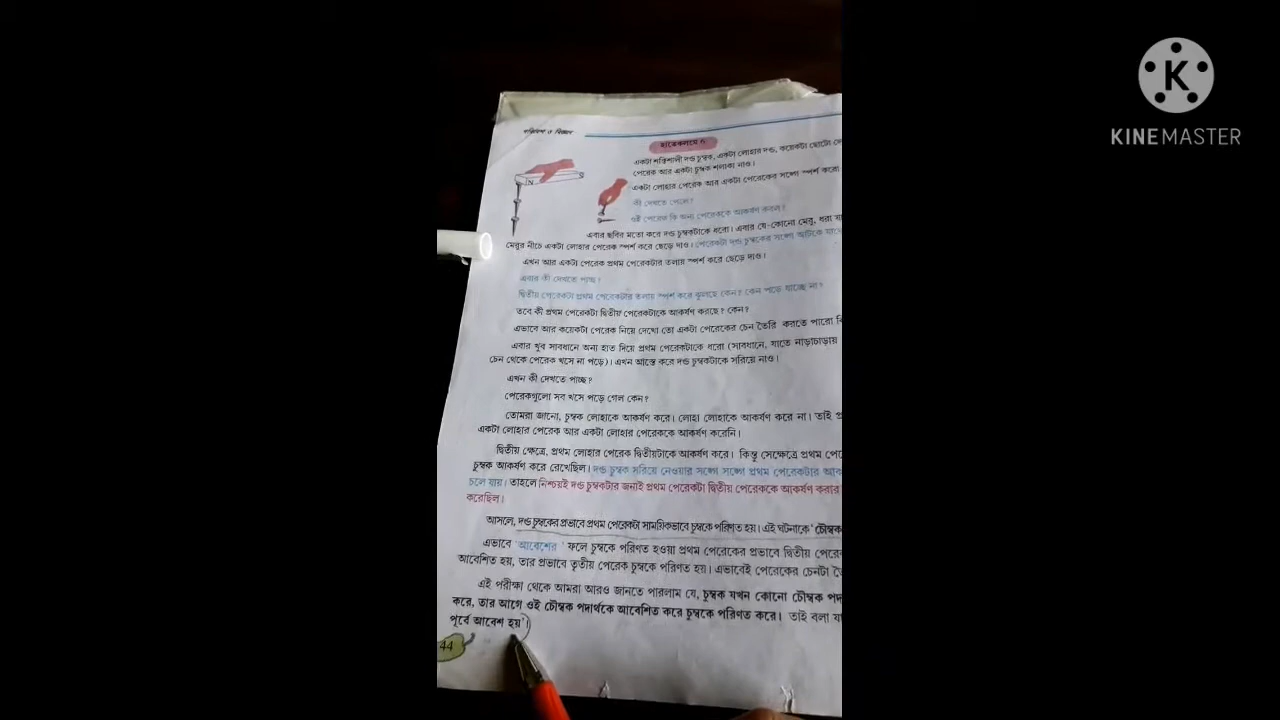 পরিবেশ ও বিজ্ঞান
হাতেকলমে
একটা শক্তিশালী দণ্ড চুম্বক, একটা লোহার দণ্ড, কয়েকটা ছোটো
পেরেক আর একটা চুম্বক শলাকা নাও।
একটা লোহার পেরেক আর একটা পেরেকের সঙ্গে স্পর্শ করো
কী দেখতে পেলে?
ওই পেরেক কি অন্য পেরেককে আকর্ষণ করল?
N
S
এবার ছবির মতো করে দণ্ড চুম্বকটাকে ধরো। এবার যে-কোনো মেরু, ধরা
মেরুর নীচে একটা লোহার পেরেক স্পর্শ করে ছেড়ে দাও। পেরেকটা দণ্ড চুম্বকের সঙ্গে আটকে
এখন আর একটা পেরেক প্রথম পেরেকটার তলায় স্পর্শ করে ছেড়ে দাও।
এবার কী দেখতে পাচ্ছ?
দ্বিতীয় পেরেকটা প্রথম পেরেকটার তলায় স্পর্শ করে ঝুলছে কেন? কেন পড়ে যাচ্ছে না?
তবে কী প্রথম পেরেকটা দ্বিতীয় পেরেকটাকে আকর্ষণ করছে? কেন?
এভাবে আর কয়েকটা পেরেক নিয়ে দেখো তো একটা পেরেকের চেন তৈরি করতে পারো
এবার খুব সাবধানে অন্য হাত দিয়ে প্রথম পেরেকটাকে ধরো (সাবধানে, যাতে নাড়াচাড়ায়
চেন থেকে পেরেক খসে না পড়ে)। এখন আস্তে করে দণ্ড চুম্বকটাকে সরিয়ে নাও।
এখন কী দেখতে পাচ্ছ?
পেরেকগুলো সব খসে পড়ে গেল কেন?
তোমরা জানো, চুম্বক লোহাকে আকর্ষণ করে। লোহা লোহাকে আকর্ষণ করে না। তাই
একটা লোহার পেরেক আর একটা লোহার পেরেককে আকর্ষণ করেনি।
দ্বিতীয় ক্ষেত্রে, প্রথম লোহার পেরেক দ্বিতীয়টাকে আকর্ষণ করে। কিন্তু সেক্ষেত্রে প্রথম
চুম্বক আকর্ষণ করে রেখেছিল। দণ্ড চুম্বক সরিয়ে নেওয়ার সঙ্গে সঙ্গে প্রথম পেরেকটার
চলে যায়। তাহলে নিশ্চয়ই দণ্ড চুম্বকটার জন্যই প্রথম পেরেকটা দ্বিতীয় পেরেককে আকর্ষণ করার
করেছিল।
আসলে, দণ্ড চুম্বকের প্রভাবে প্রথম পেরেকটা সাময়িকভাবে চুম্বকে পরিণত হয়। এই ঘটনাকে 'চৌম্বক
এভাবে 'আবেশের' ফলে চুম্বকে পরিণত হওয়া প্রথম পেরেকের প্রভাবে দ্বিতীয়
আবেশিত হয়, তার প্রভাবে তৃতীয় পেরেক চুম্বকে পরিণত হয়। এভাবেই পেরেকের চেনটা
এই পরীক্ষা থেকে আমরা আরও জানতে পারলাম যে, চুম্বক যখন কোনো চৌম্বক
করে, তার আগে ওই চৌম্বক পদার্থকে আবেশিত করে চুম্বকে পরিণত করে। তাই বলা
পূর্বে আবেশ হয়'।
44
K
KINEMASTER